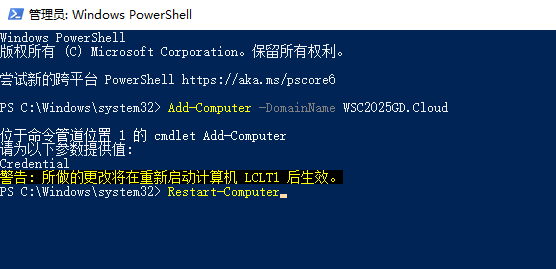 管理员: Windows PowerShell
Windows PowerShell
版权所有 (C) Microsoft Corporation。保留所有权利。
尝试新的跨平台 PowerShell https://aka.ms/pscore6
PS C:\Windows\system32> Add-Computer -DomainName WSC2025GD.Cloud
位于命令管道位置 1 的 cmdlet Add-Computer
请为以下参数提供值:
Credential
警告: 所做的更改将在重新启动计算机 LCLT1 后生效。
PS C:\Windows\system32> Restart-Computer